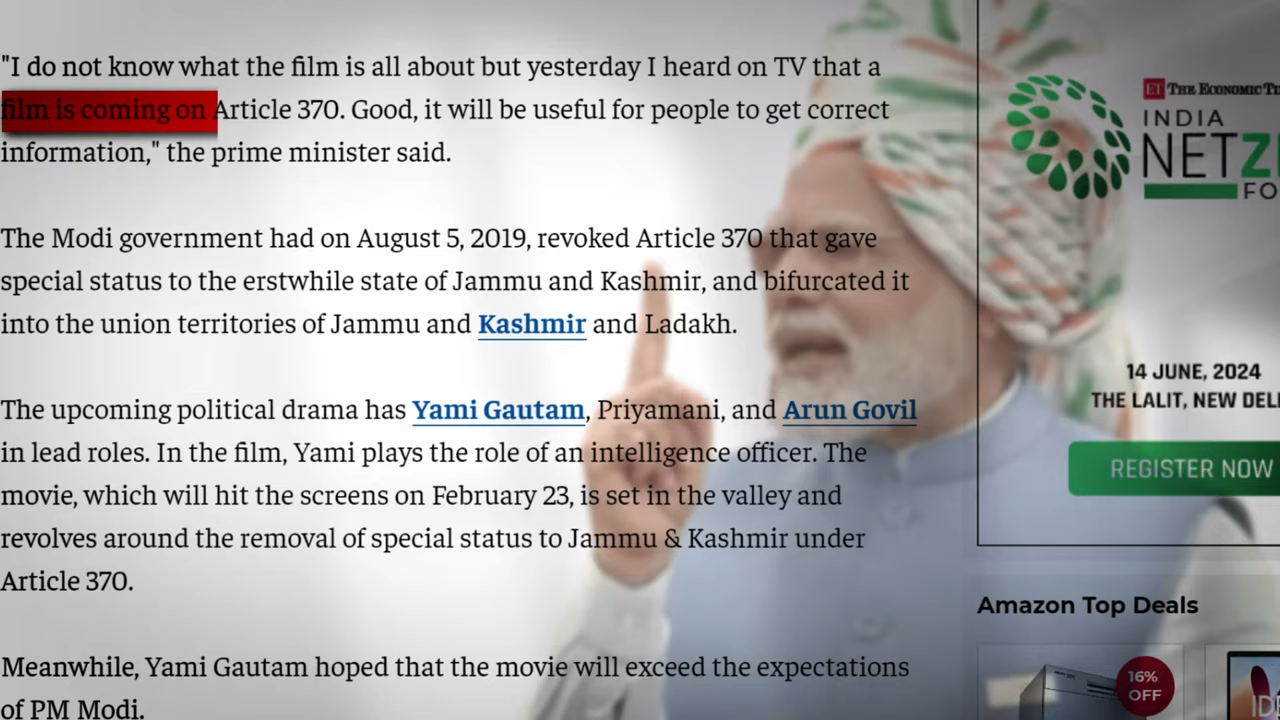 "I do not know what the film is all about but yesterday I heard on TV that a
film is coming on Article 370. Good, it will be useful for people to get correct
information," the prime minister said.
The Modi government had on August 5, 2019, revoked Article 370 that gave
special status to the erstwhile state of Jammu and Kashmir, and bifurcated it
into the union territories of Jammu and Kashmir and Ladakh.
The upcoming political drama has Yami Gautam, Priyamani, and Arun Govil
in lead roles. In the film, Yami plays the role of an intelligence officer. The
movie, which will hit the screens on February 23, is set in the valley and
revolves around the removal of special status to Jammu & Kashmir under
Article 370.
Meanwhile, Yami Gautam hoped that the movie will exceed the expectations
of PM Modi.
ET THE ECONOMIC
INDIA
NET
14 JUNE, 2024
THE LALIT, NEW
REGISTER NOW
Amazon Top Deals
16%
OFF